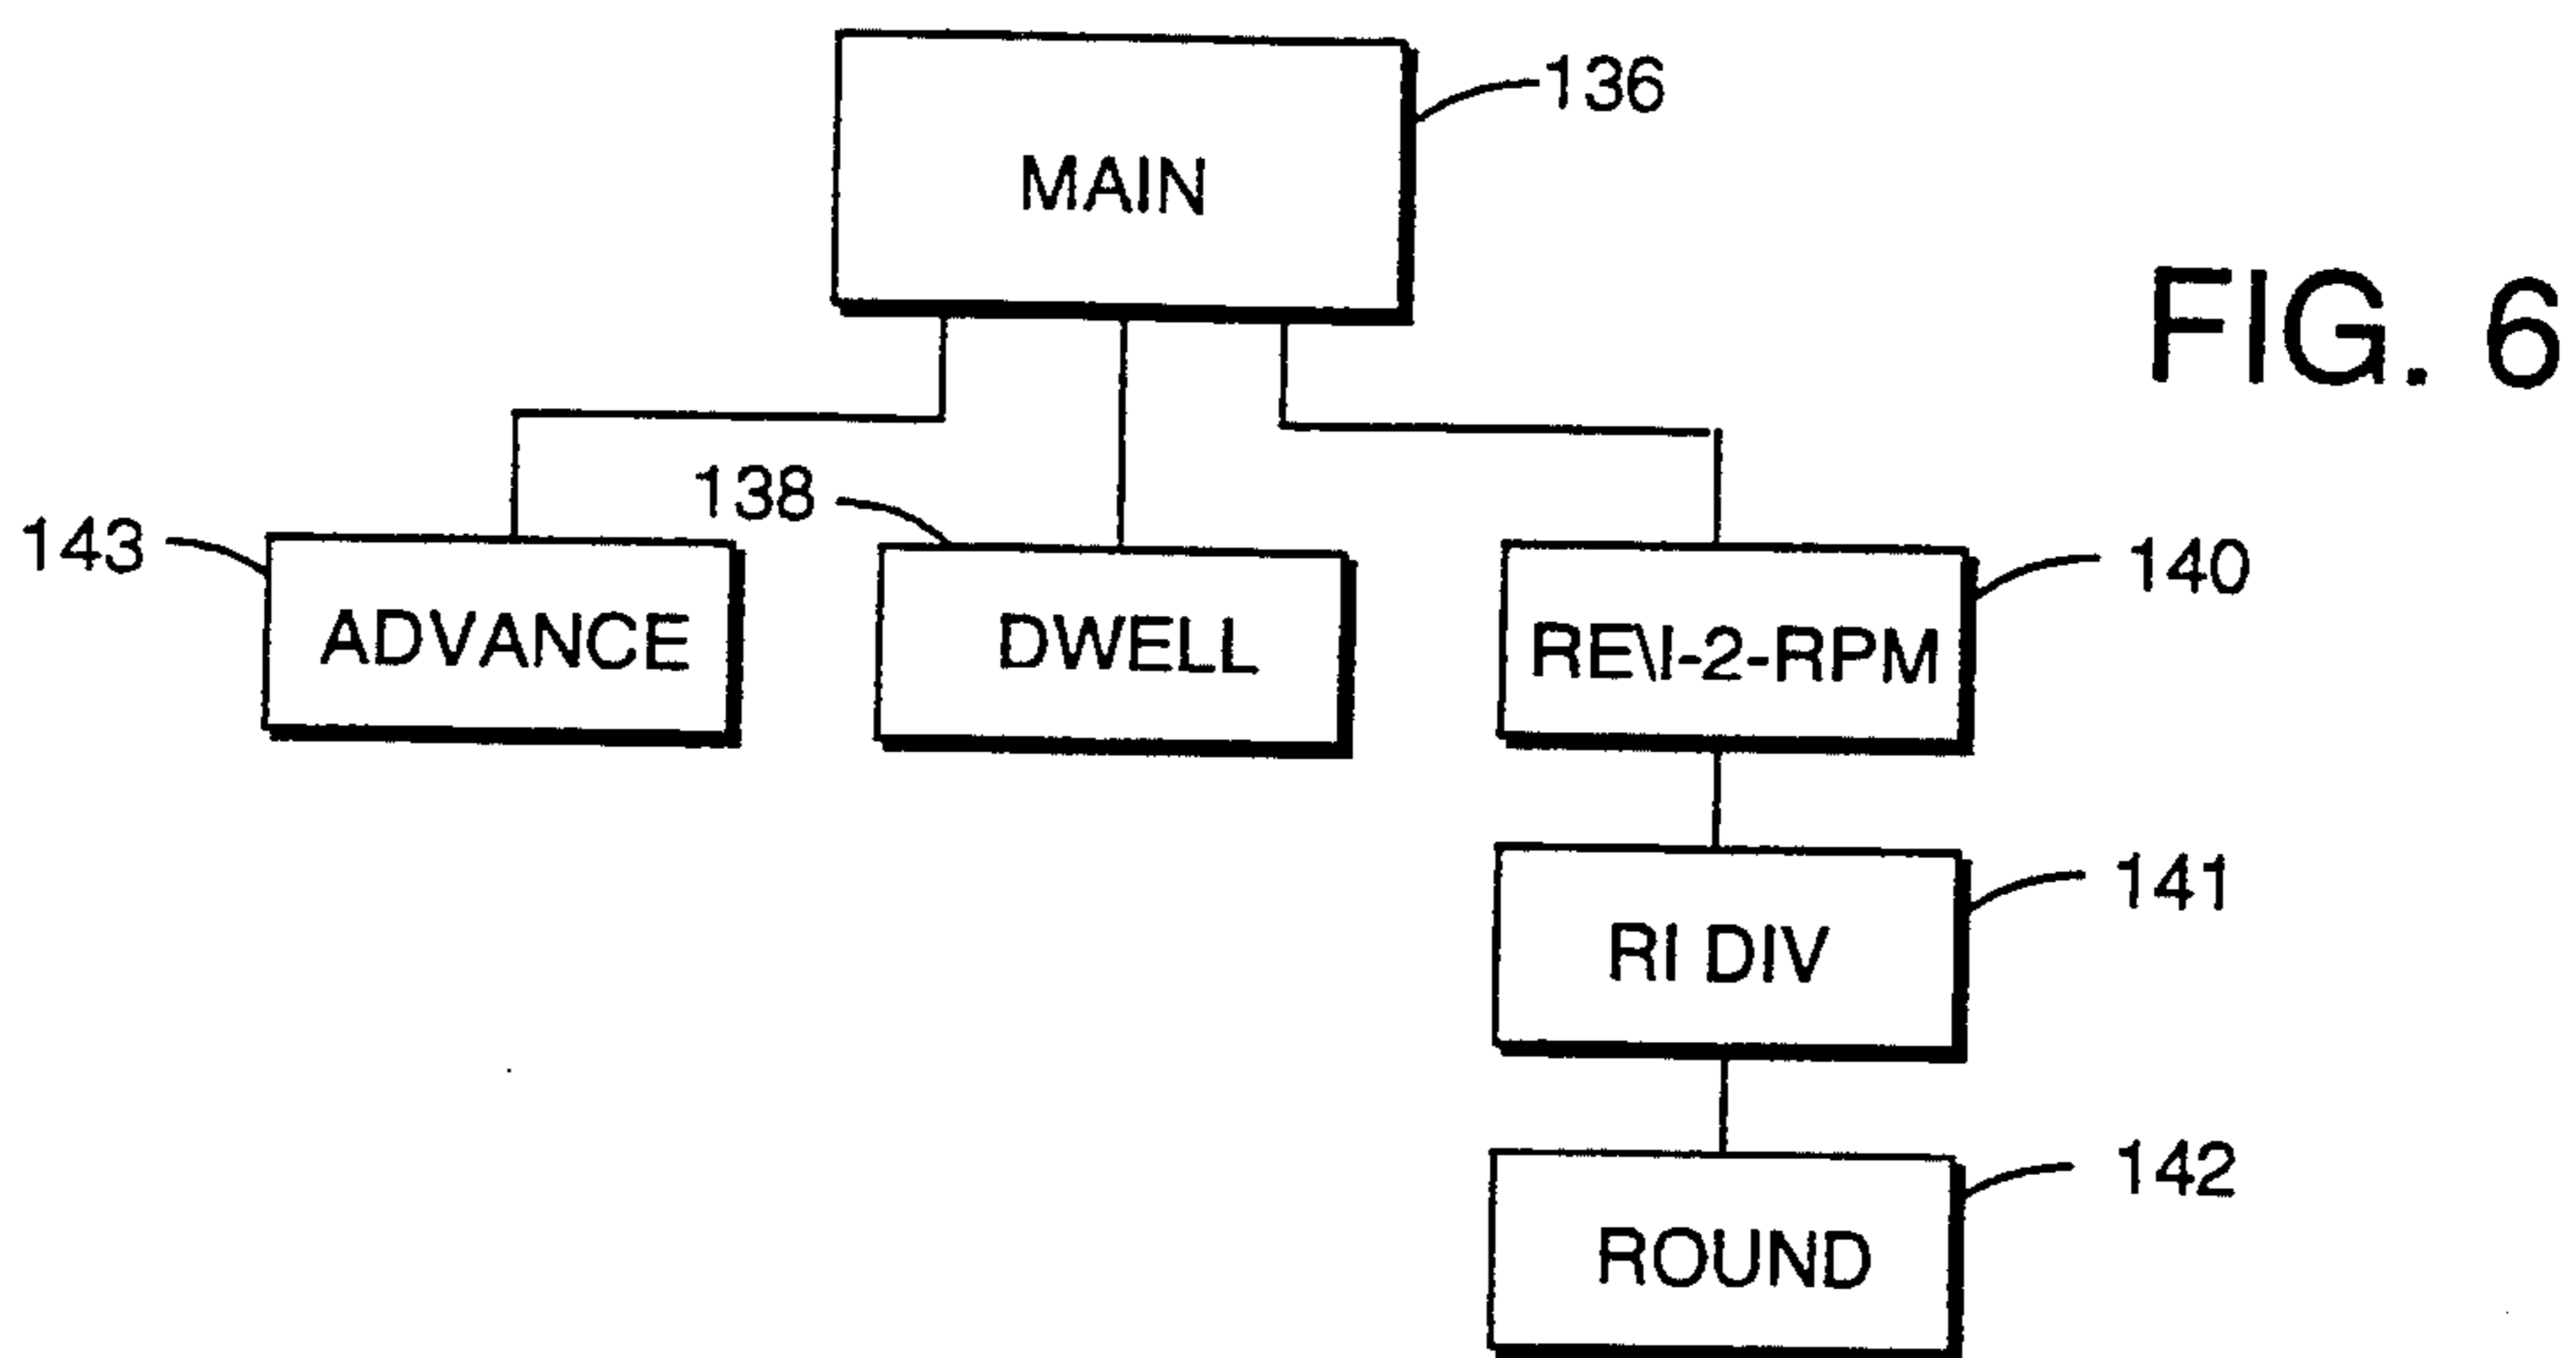 136
MAIN
FIG. 6
138
143
140
ADVANCE
DWELL
RE\I-2-RPM
141
RI DIV
142
ROUND